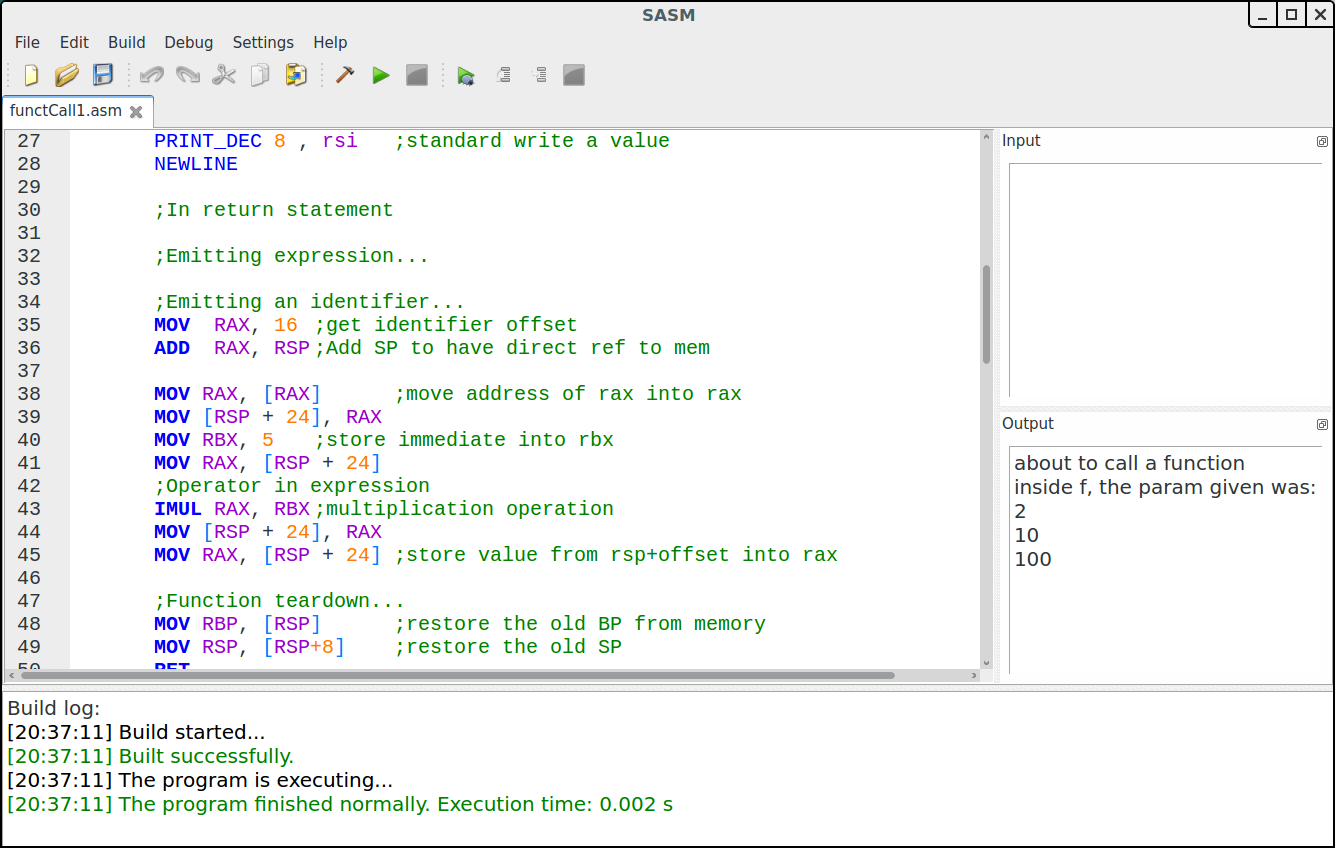 SASM
File Edit Build Debug Settings Help
functCall1.asm
27 PRINT_DEC 8 , rsi ;standard write a value
28 NEWLINE
29
30 ;In return statement
31
32 ;Emitting expression...
33
34 ;Emitting an identifier...
35 MOV RAX, 16 ;get identifier offset
36 ADD RAX, RSP ;Add SP to have direct ref to mem
37
38 MOV RAX, [RAX] ;move address of rax into rax
39 MOV [RSP + 24], RAX
40 MOV RBX, 5 ;store immediate into rbx
41 MOV RAX, [RSP + 24]
42 ;Operator in expression
43 IMUL RAX, RBX ;multiplication operation
44 MOV [RSP + 24], RAX
45 MOV RAX, [RSP + 24] ;store value from rsp+offset into rax
46
47 ;Function teardown...
48 MOV RBP, [RSP] ;restore the old BP from memory
49 MOV RSP, [RSP+8] ;restore the old SP
50 RET
Input
Output
about to call a function
inside f, the param given was:
2
10
100
Build log:
[20:37:11] Build started...
[20:37:11] Built successfully.
[20:37:11] The program is executing...
[20:37:11] The program finished normally. Execution time: 0.002 s